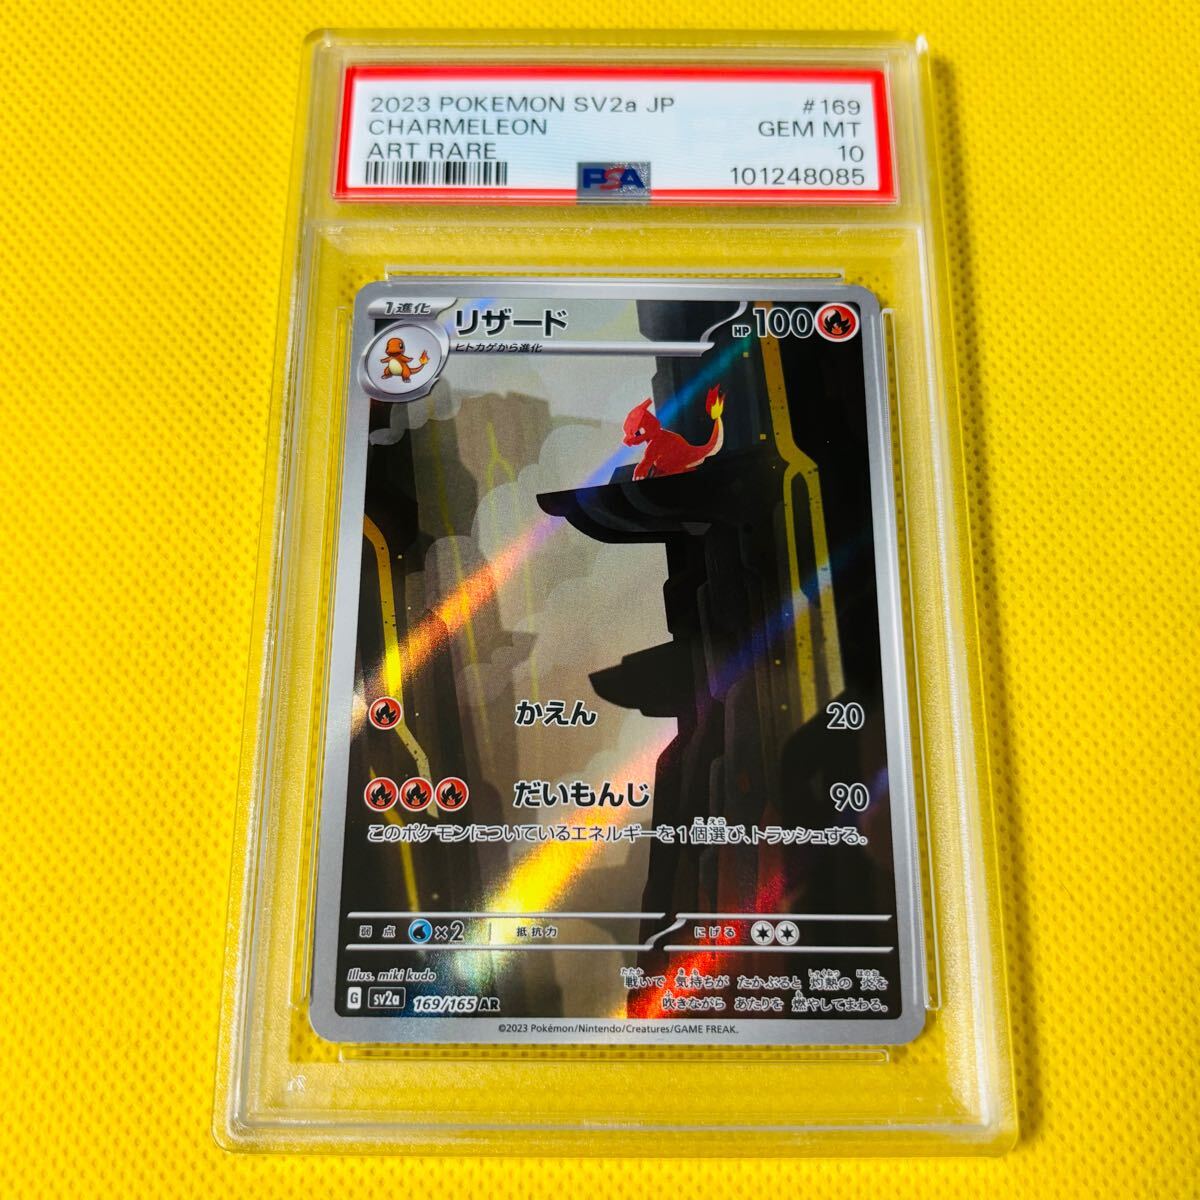 2023 POKEMON SV2a JP #169
CHARMELEON GEM MT
ART RARE 10
PSA 101248085
1進化 リザード HP 100
ヒトカゲから進化
かえん 20
だいもんじ 90
このポケモンについているエネルギーを1個選び、トラッシュする。
弱点 ×2 抵抗力 にげる
Illus. miki kudo
戦いで 気持ちが たかぶると 灼熱の 炎を
吹きながら あたりを 燃やしてまわる。
G sv2a 169/165 AR
©2023 Pokémon/Nintendo/Creatures/GAME FREAK.